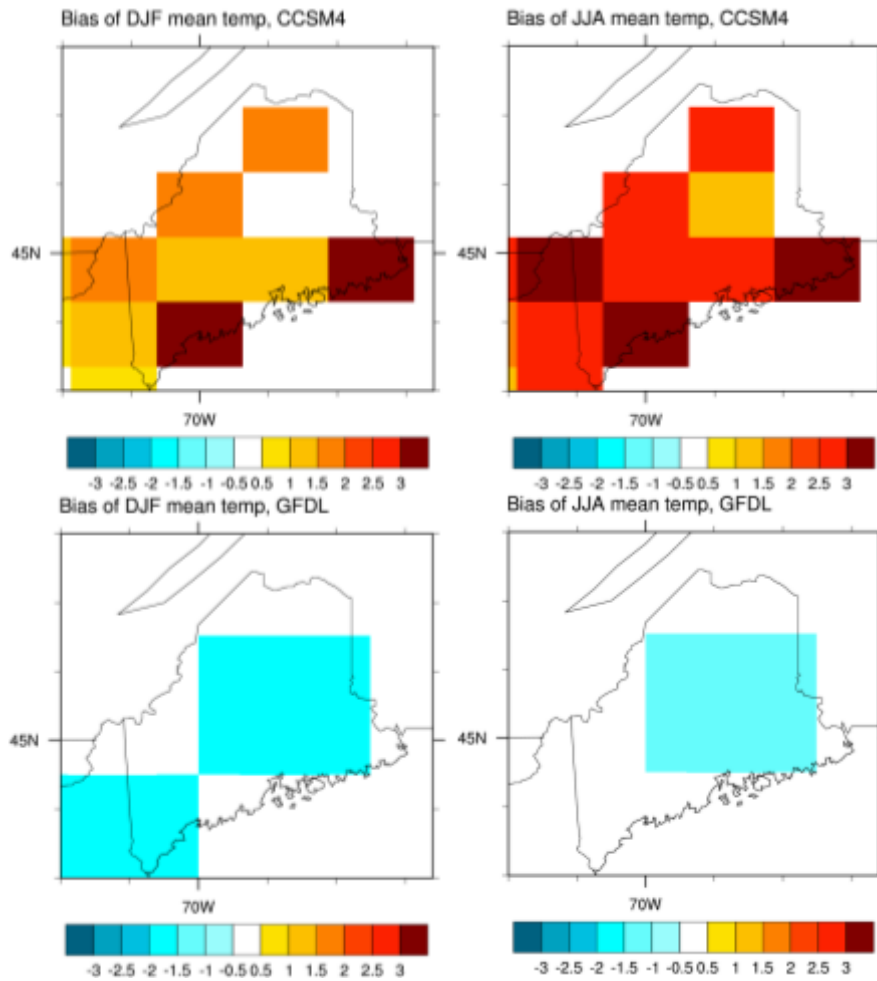 Bias of DJF mean temp, CCSM4
Bias of JJA mean temp, CCSM4
45N
45N
70W
70W
-3 -2.5 -2 -1.5 -1 -0.5 0.5 1 1.5 2 2.5 3
-3 -2.5 -2 -1.5 -1 -0.5 0.5 1 1.5 2 2.5 3
Bias of DJF mean temp, GFDL
Bias of JJA mean temp, GFDL
45N
45N
70W
70W
-3 -2.5 -2 -1.5 -1 -0.5 0.5 1 1.5 2 2.5 3
-3 -2.5 -2 -1.5 -1 -0.5 0.5 1 1.5 2 2.5 3